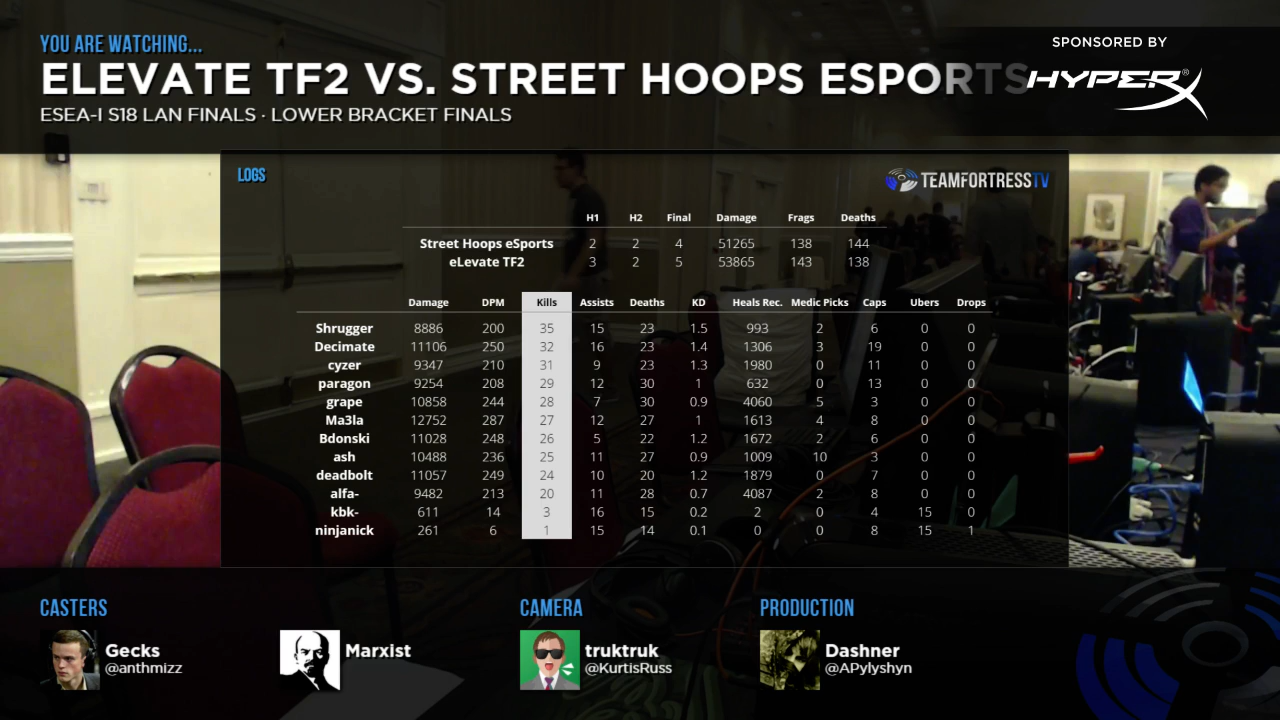 YOU ARE WATCHING...
ELEVATE TF2 VS. STREET HOOPS ESPORTS
ESEA-I S18 LAN FINALS · LOWER BRACKET FINALS
SPONSORED BY
HYPERX®
LOGS
TEAMFORTRESSTV
H1 H2 Final Damage Frags Deaths
Street Hoops eSports 2 2 4 51265 138 144
eLevate TF2 3 2 5 53865 143 138
Damage DPM Kills Assists Deaths KD Heals Rec. Medic Picks Caps Ubers Drops
Shrugger 8886 200 35 15 23 1.5 993 2 6 0 0
Decimate 11106 250 32 16 23 1.4 1306 3 19 0 0
cyzer 9347 210 31 9 23 1.3 1980 0 11 0 0
paragon 9254 208 29 12 30 1 632 0 13 0 0
grape 10858 244 28 7 30 0.9 4060 5 3 0 0
Ma3la 12752 287 27 12 27 1 1613 4 8 0 0
Bdonski 11028 248 26 5 22 1.2 1672 2 6 0 0
ash 10488 236 25 11 27 0.9 1009 10 3 0 0
deadbolt 11057 249 24 10 20 1.2 1879 0 7 0 0
alfa- 9482 213 20 11 28 0.7 4087 2 8 0 0
kbk- 611 14 3 16 15 0.2 2 0 4 15 0
ninjanick 261 6 1 15 14 0.1 0 0 8 15 1
CASTERS
Gecks
@anthmizz
Marxist
CAMERA
truktruk
@KurtisRuss
PRODUCTION
Dashner
@APylyshyn